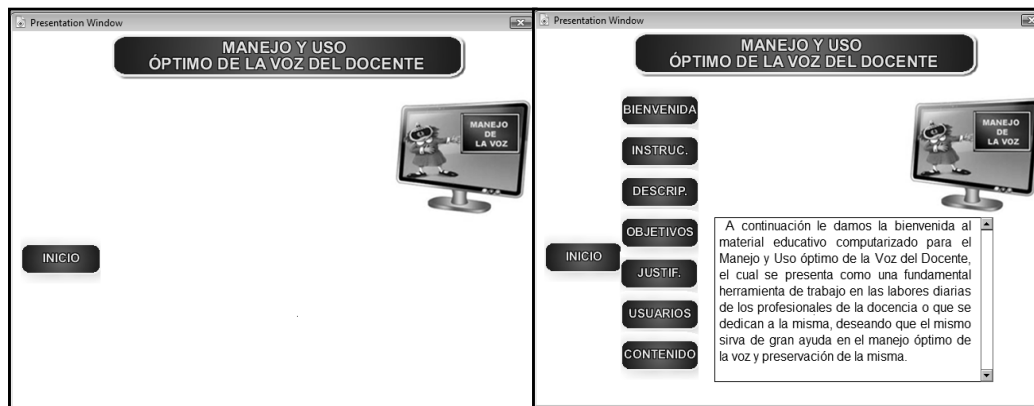 Presentation Window
MANEJO Y USO
ÓPTIMO DE LA VOZ DEL DOCENTE
MANEJO
DE
LA VOZ
INICIO
Presentation Window
MANEJO Y USO
ÓPTIMO DE LA VOZ DEL DOCENTE
MANEJO
DE
LA VOZ
BIENVENIDA
INSTRUC.
DESCRIP.
OBJETIVOS
INICIO
JUSTIF.
USUARIOS
CONTENIDO
A continuación le damos la bienvenida al
material educativo computarizado para el
Manejo y Uso óptimo de la Voz del Docente,
el cual se presenta como una fundamental
herramienta de trabajo en las labores diarias
de los profesionales de la docencia o que se
dedican a la misma, deseando que el mismo
sirva de gran ayuda en el manejo óptimo de
la voz y preservación de la misma.